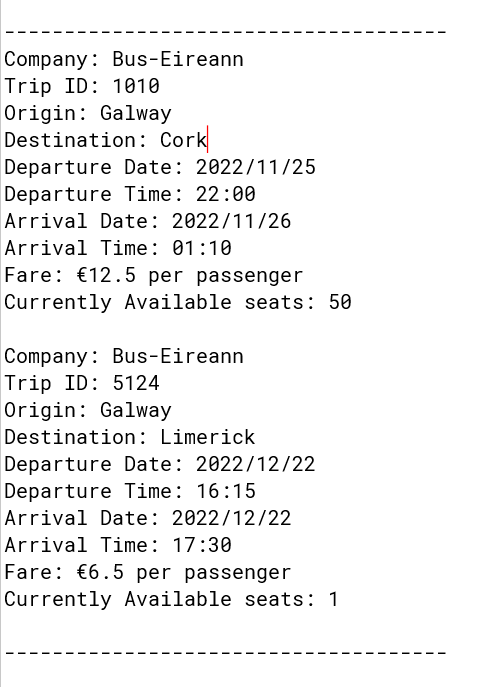 -------------------------------------
Company: Bus-Eireann
Trip ID: 1010
Origin: Galway
Destination: Cork
Departure Date: 2022/11/25
Departure Time: 22:00
Arrival Date: 2022/11/26
Arrival Time: 01:10
Fare: €12.5 per passenger
Currently Available seats: 50

Company: Bus-Eireann
Trip ID: 5124
Origin: Galway
Destination: Limerick
Departure Date: 2022/12/22
Departure Time: 16:15
Arrival Date: 2022/12/22
Arrival Time: 17:30
Fare: €6.5 per passenger
Currently Available seats: 1

-------------------------------------